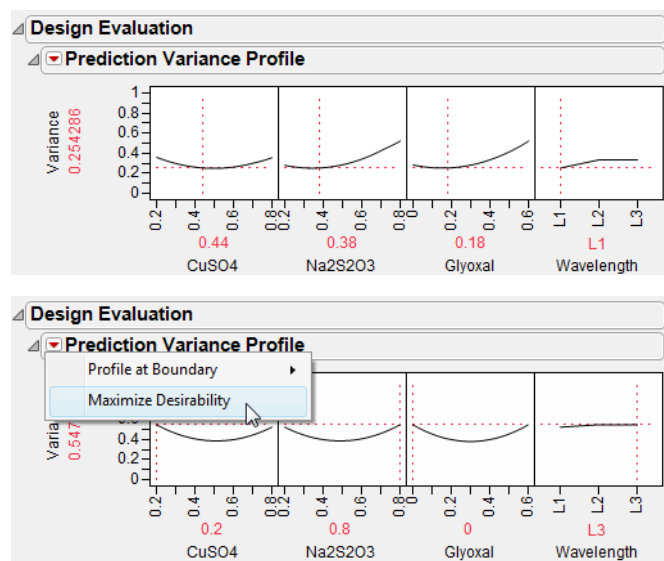 Design Evaluation
Prediction Variance Profile
Variance
0.254286
1
0.8
0.6
0.4
0.2
0
0.2 0.4 0.6 0.8 0.2 0.4 0.6 0.8 0 0.2 0.4 0.6 L1 L2 L3
0.44 0.38 0.18 L1
CuSO4 Na2S2O3 Glyoxal Wavelength
Design Evaluation
Prediction Variance Profile
Profile at Boundary
Maximize Desirability
0.4
0.2
0
0.2 0.4 0.6 0.8 0.2 0.4 0.6 0.8 0 0.2 0.4 0.6 L1 L2 L3
0.2 0.8 0 L3
CuSO4 Na2S2O3 Glyoxal Wavelength